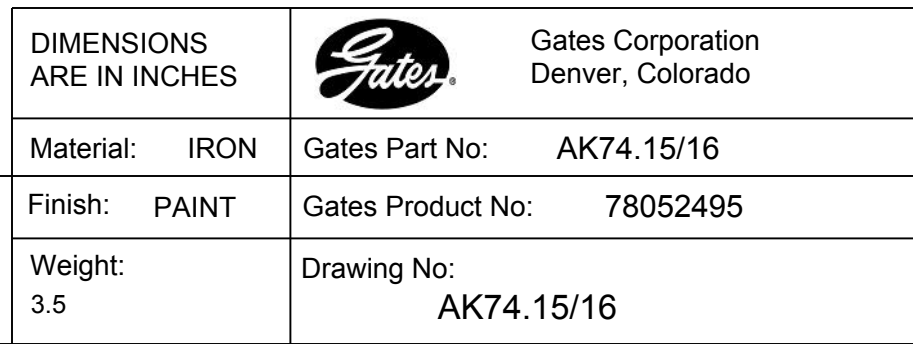 DIMENSIONS
ARE IN INCHES
Gates®
Gates Corporation
Denver, Colorado
Material: IRON
Gates Part No: AK74.15/16
Finish: PAINT
Gates Product No: 78052495
Weight:
3.5
Drawing No:
AK74.15/16